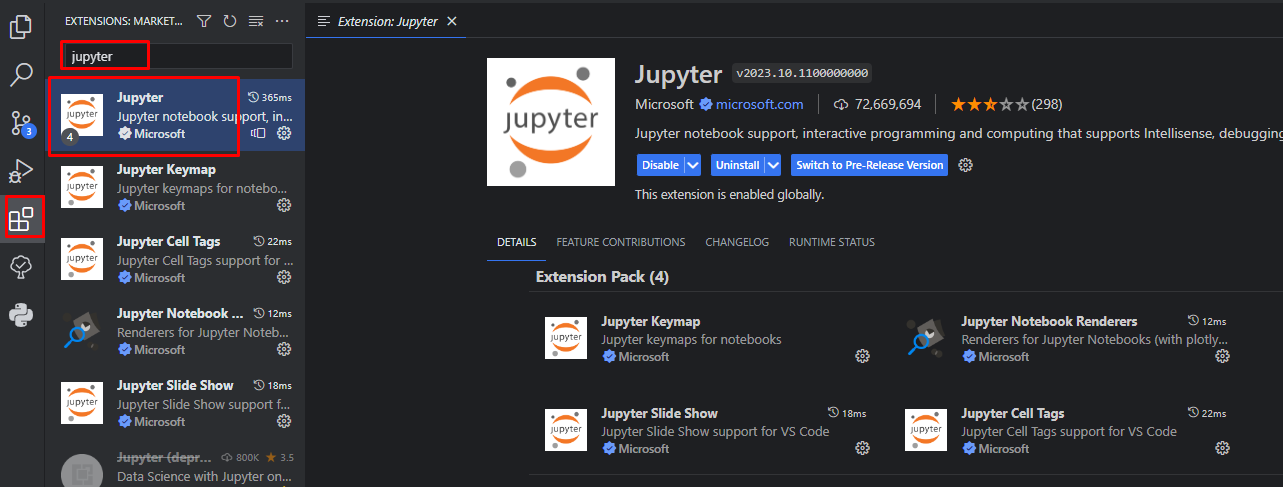 EXTENSIONS: MARKET...
jupyter
3
Jupyter 365ms
Jupyter notebook support, in...
4
Microsoft
Jupyter Keymap
Jupyter keymaps for notebo...
Microsoft
Jupyter Cell Tags 22ms
Jupyter Cell Tags support for ...
Microsoft
Jupyter Notebook ... 12ms
Renderers for Jupyter Noteb...
Microsoft
Jupyter Slide Show 18ms
Jupyter Slide Show support f...
Microsoft
Jupyter (depr... 800K 3.5
Data Science with Jupyter on...
jupyter
jupyter
jupyter
jupyter
Extension: Jupyter
jupyter
Jupyter v2023.10.1100000000
Microsoft microsoft.com 72,669,694 (298)
Jupyter notebook support, interactive programming and computing that supports Intellisense, debugging
Disable Uninstall Switch to Pre-Release Version
This extension is enabled globally.
DETAILS FEATURE CONTRIBUTIONS CHANGELOG RUNTIME STATUS
Extension Pack (4)
jupyter
Jupyter Keymap
Jupyter keymaps for notebooks
Microsoft
Jupyter Notebook Renderers 12ms
Renderers for Jupyter Notebooks (with plotly...
Microsoft
jupyter
Jupyter Slide Show 18ms
Jupyter Slide Show support for VS Code
Microsoft
jupyter
Jupyter Cell Tags 22ms
Jupyter Cell Tags support for VS Code
Microsoft